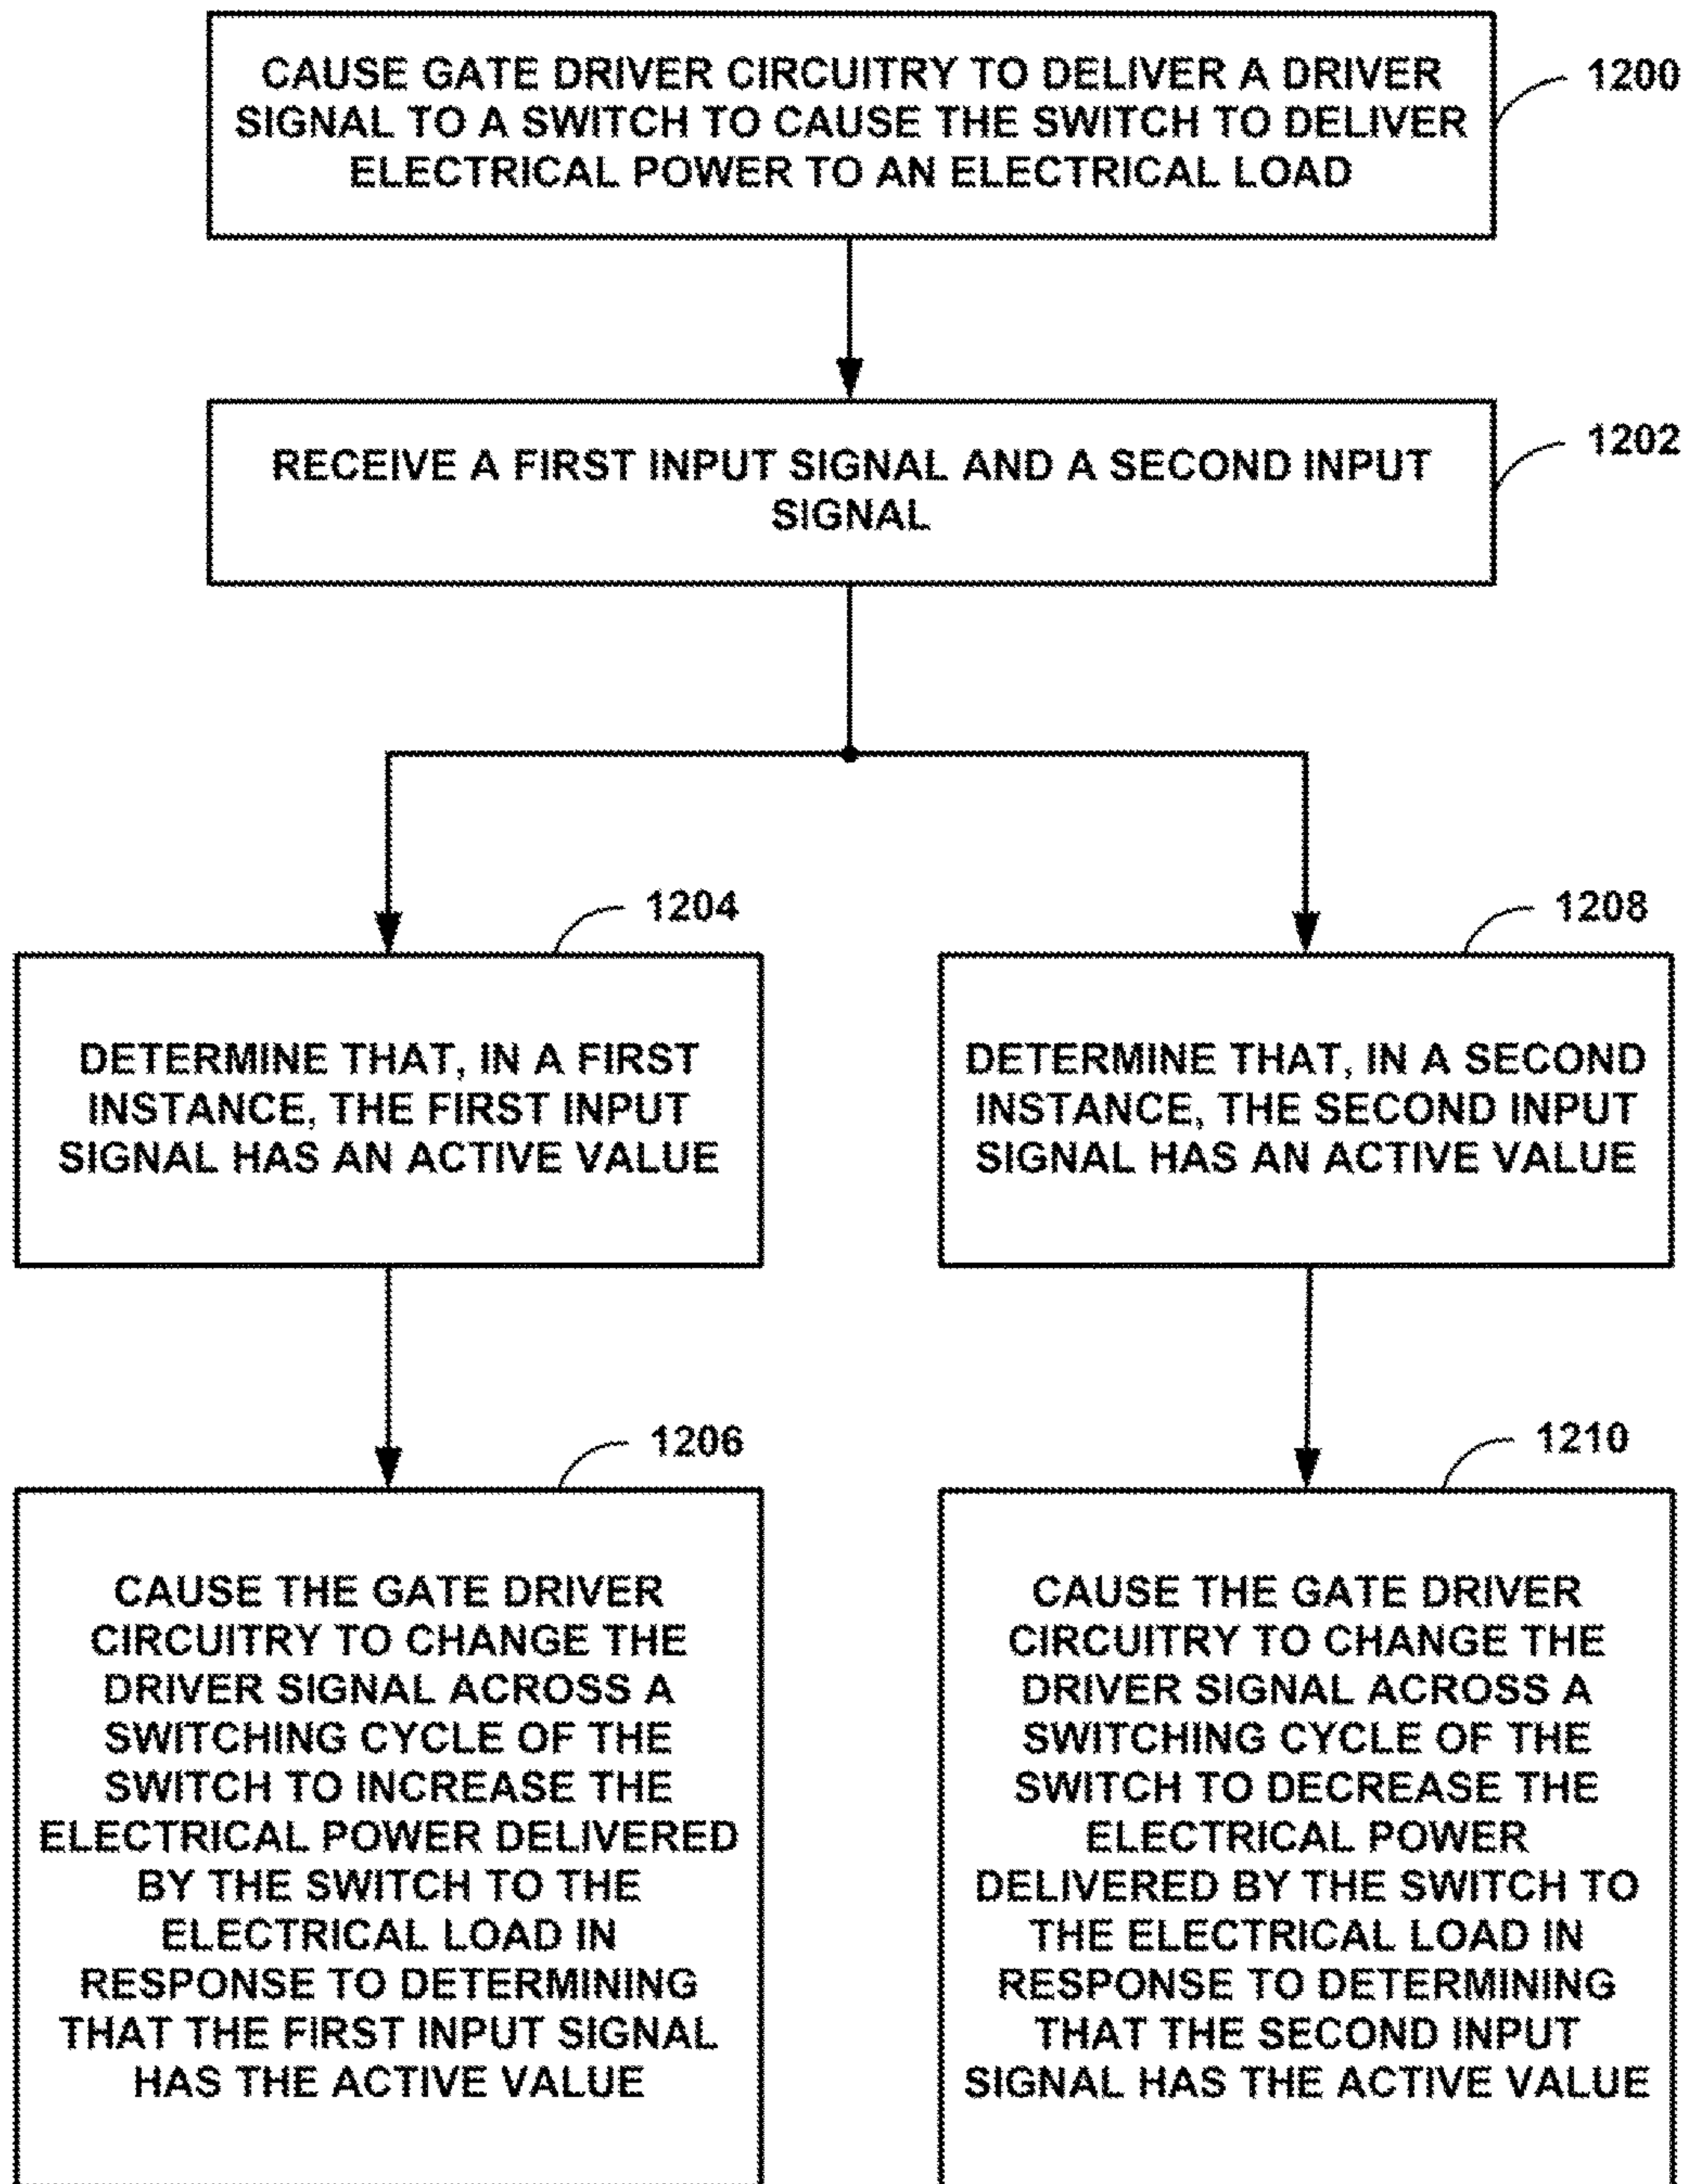 CAUSE GATE DRIVER CIRCUITRY TO DELIVER A DRIVER
SIGNAL TO A SWITCH TO CAUSE THE SWITCH TO DELIVER
ELECTRICAL POWER TO AN ELECTRICAL LOAD
1200
RECEIVE A FIRST INPUT SIGNAL AND A SECOND INPUT
SIGNAL
1202
1204
DETERMINE THAT, IN A FIRST
INSTANCE, THE FIRST INPUT
SIGNAL HAS AN ACTIVE VALUE
1208
DETERMINE THAT, IN A SECOND
INSTANCE, THE SECOND INPUT
SIGNAL HAS AN ACTIVE VALUE
1206
CAUSE THE GATE DRIVER
CIRCUITRY TO CHANGE THE
DRIVER SIGNAL ACROSS A
SWITCHING CYCLE OF THE
SWITCH TO INCREASE THE
ELECTRICAL POWER DELIVERED
BY THE SWITCH TO THE
ELECTRICAL LOAD IN
RESPONSE TO DETERMINING
THAT THE FIRST INPUT SIGNAL
HAS THE ACTIVE VALUE
1210
CAUSE THE GATE DRIVER
CIRCUITRY TO CHANGE THE
DRIVER SIGNAL ACROSS A
SWITCHING CYCLE OF THE
SWITCH TO DECREASE THE
ELECTRICAL POWER
DELIVERED BY THE SWITCH TO
THE ELECTRICAL LOAD IN
RESPONSE TO DETERMINING
THAT THE SECOND INPUT
SIGNAL HAS THE ACTIVE VALUE